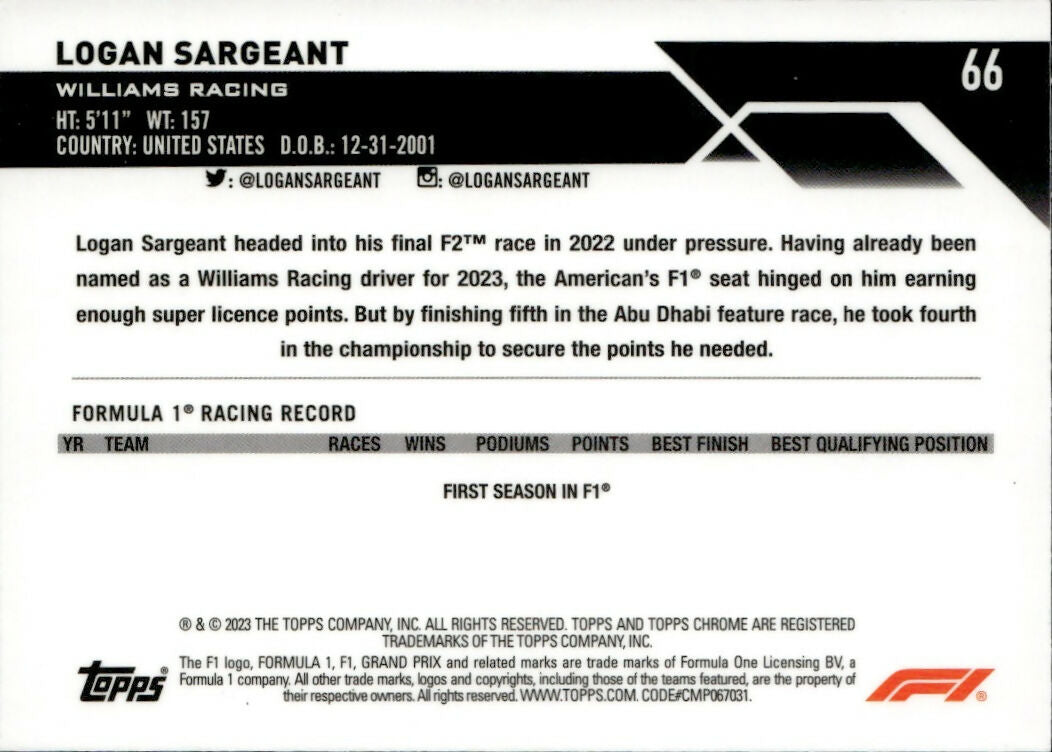 LOGAN SARGEANT
66
WILLIAMS RACING
HT: 5'11" WT: 157
COUNTRY: UNITED STATES D.O.B.: 12-31-2001
: @LOGANSARGEANT : @LOGANSARGEANT
Logan Sargeant headed into his final F2™ race in 2022 under pressure. Having already been
named as a Williams Racing driver for 2023, the American's F1® seat hinged on him earning
enough super licence points. But by finishing fifth in the Abu Dhabi feature race, he took fourth
in the championship to secure the points he needed.
FORMULA 1® RACING RECORD
YR TEAM RACES WINS PODIUMS POINTS BEST FINISH BEST QUALIFYING POSITION
FIRST SEASON IN F1®
® & © 2023 THE TOPPS COMPANY, INC. ALL RIGHTS RESERVED. TOPPS AND TOPPS CHROME ARE REGISTERED
TRADEMARKS OF THE TOPPS COMPANY, INC.
The F1 logo, FORMULA 1, F1, GRAND PRIX and related marks are trade marks of Formula One Licensing BV, a
Formula 1 company. All other trade marks, logos and copyrights, including those of the teams featured, are the property of
their respective owners. All rights reserved. WWW.TOPPS.COM. CODE#CMP067031.
Topps®
F1®